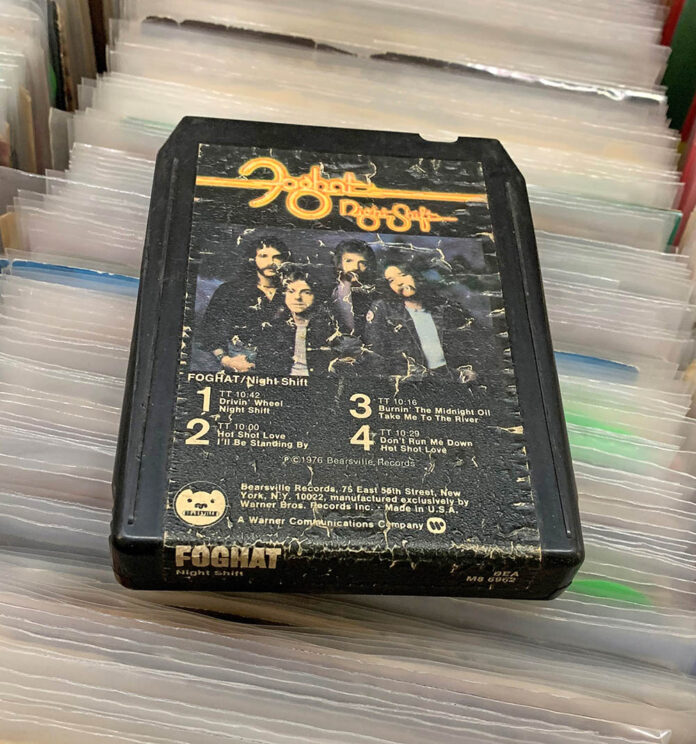 Foghat
Night Shift
FOGHAT/Night Shift
1 TT 10:42
Drivin' Wheel
Night Shift
2 TT 10:00
Hot Shot Love
I'll Be Standing By
3 TT 10:16
Burnin' The Midnight Oil
Take Me To The River
4 TT 10:29
Don't Run Me Down
Hot Shot Love
℗©1976 Bearsville Records
BEARSVILLE
Bearsville Records, 75 East 55th Street, New
York, N.Y. 10022, manufactured exclusively by
Warner Bros. Records Inc. - Made in U.S.A.
A Warner Communications Company
FOGHAT
Night Shift
BEA
M8 6962